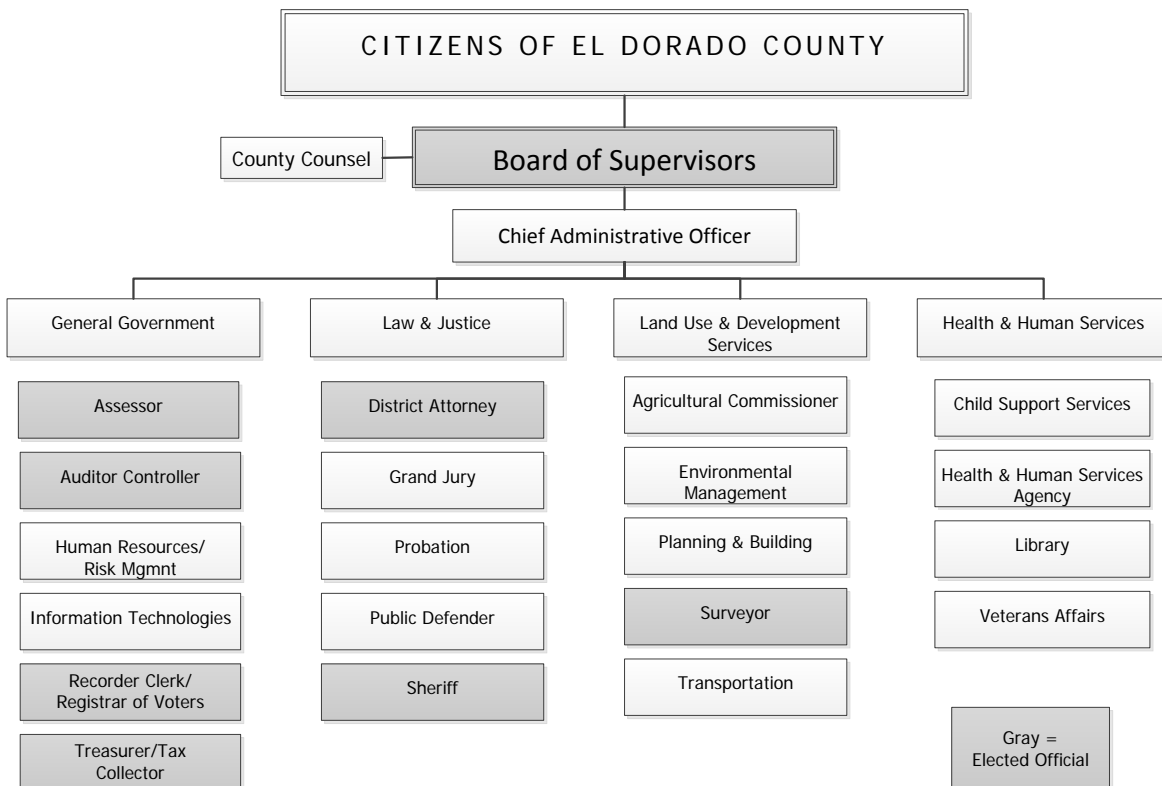 CITIZENS OF EL DORADO COUNTY
County Counsel
Board of Supervisors
Chief Administrative Officer
General Government
Law & Justice
Land Use & Development
Services
Health & Human Services
Assessor
Auditor Controller
Human Resources/
Risk Mgmnt
Information Technologies
Recorder Clerk/
Registrar of Voters
Treasurer/Tax
Collector
District Attorney
Grand Jury
Probation
Public Defender
Sheriff
Agricultural Commissioner
Environmental
Management
Planning & Building
Surveyor
Transportation
Child Support Services
Health & Human Services
Agency
Library
Veterans Affairs
Gray =
Elected Official